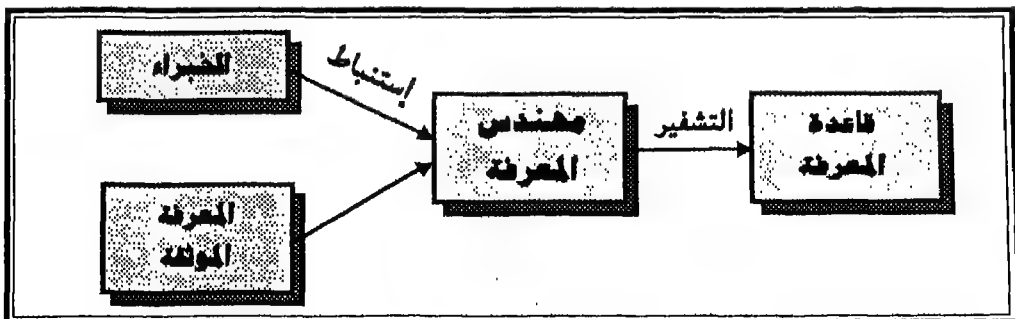 الخبراء
إستنباط
مهندس
المعرفة
التشفير
قاعدة
المعرفة
المعرفة
الموثقة